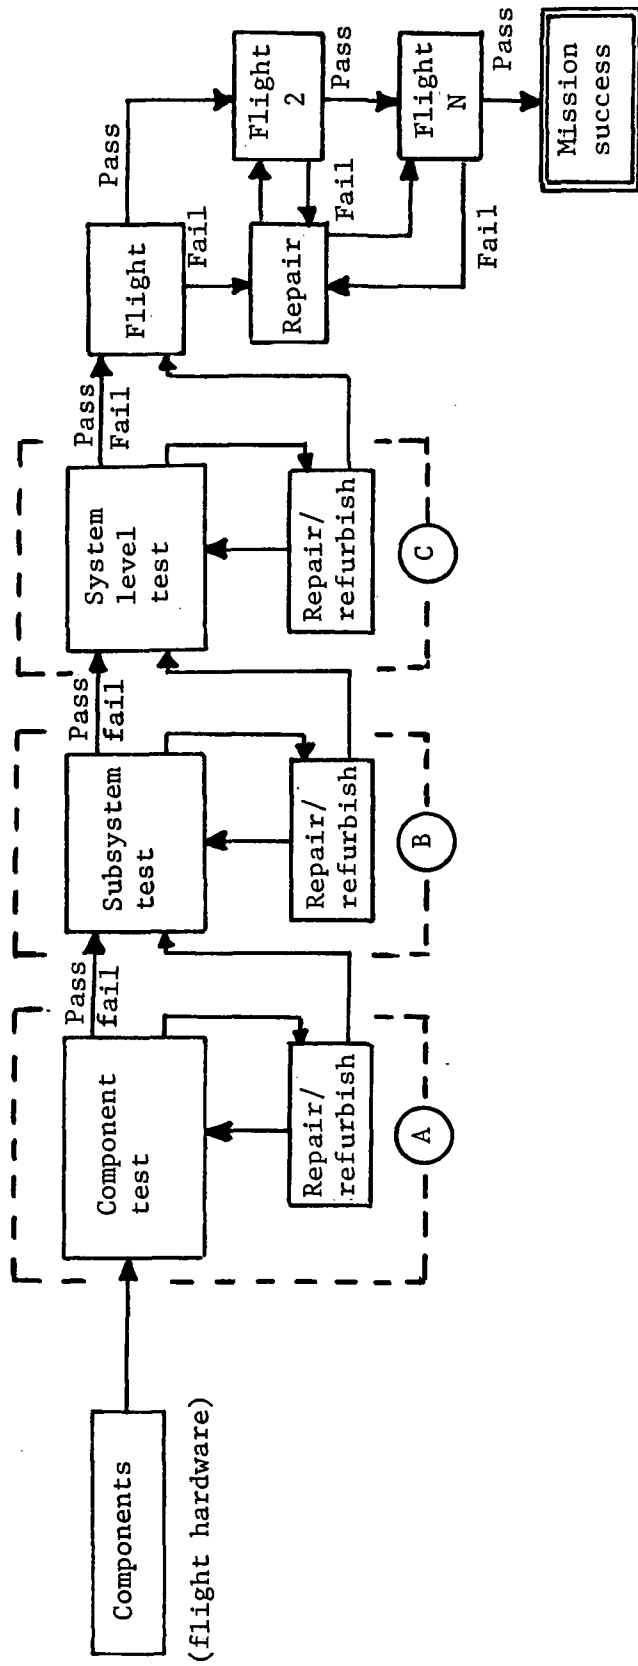 Components
(flight hardware)
Component
test
Pass
fail
Repair/
refurbish
A
Subsystem
test
Pass
fail
Repair/
refurbish
B
System
level
test
Pass
Fail
Repair/
refurbish
C
Flight
Pass
Fail
Repair
Flight
2
Fail
Pass
Flight
N
Fail
Pass
Mission
success